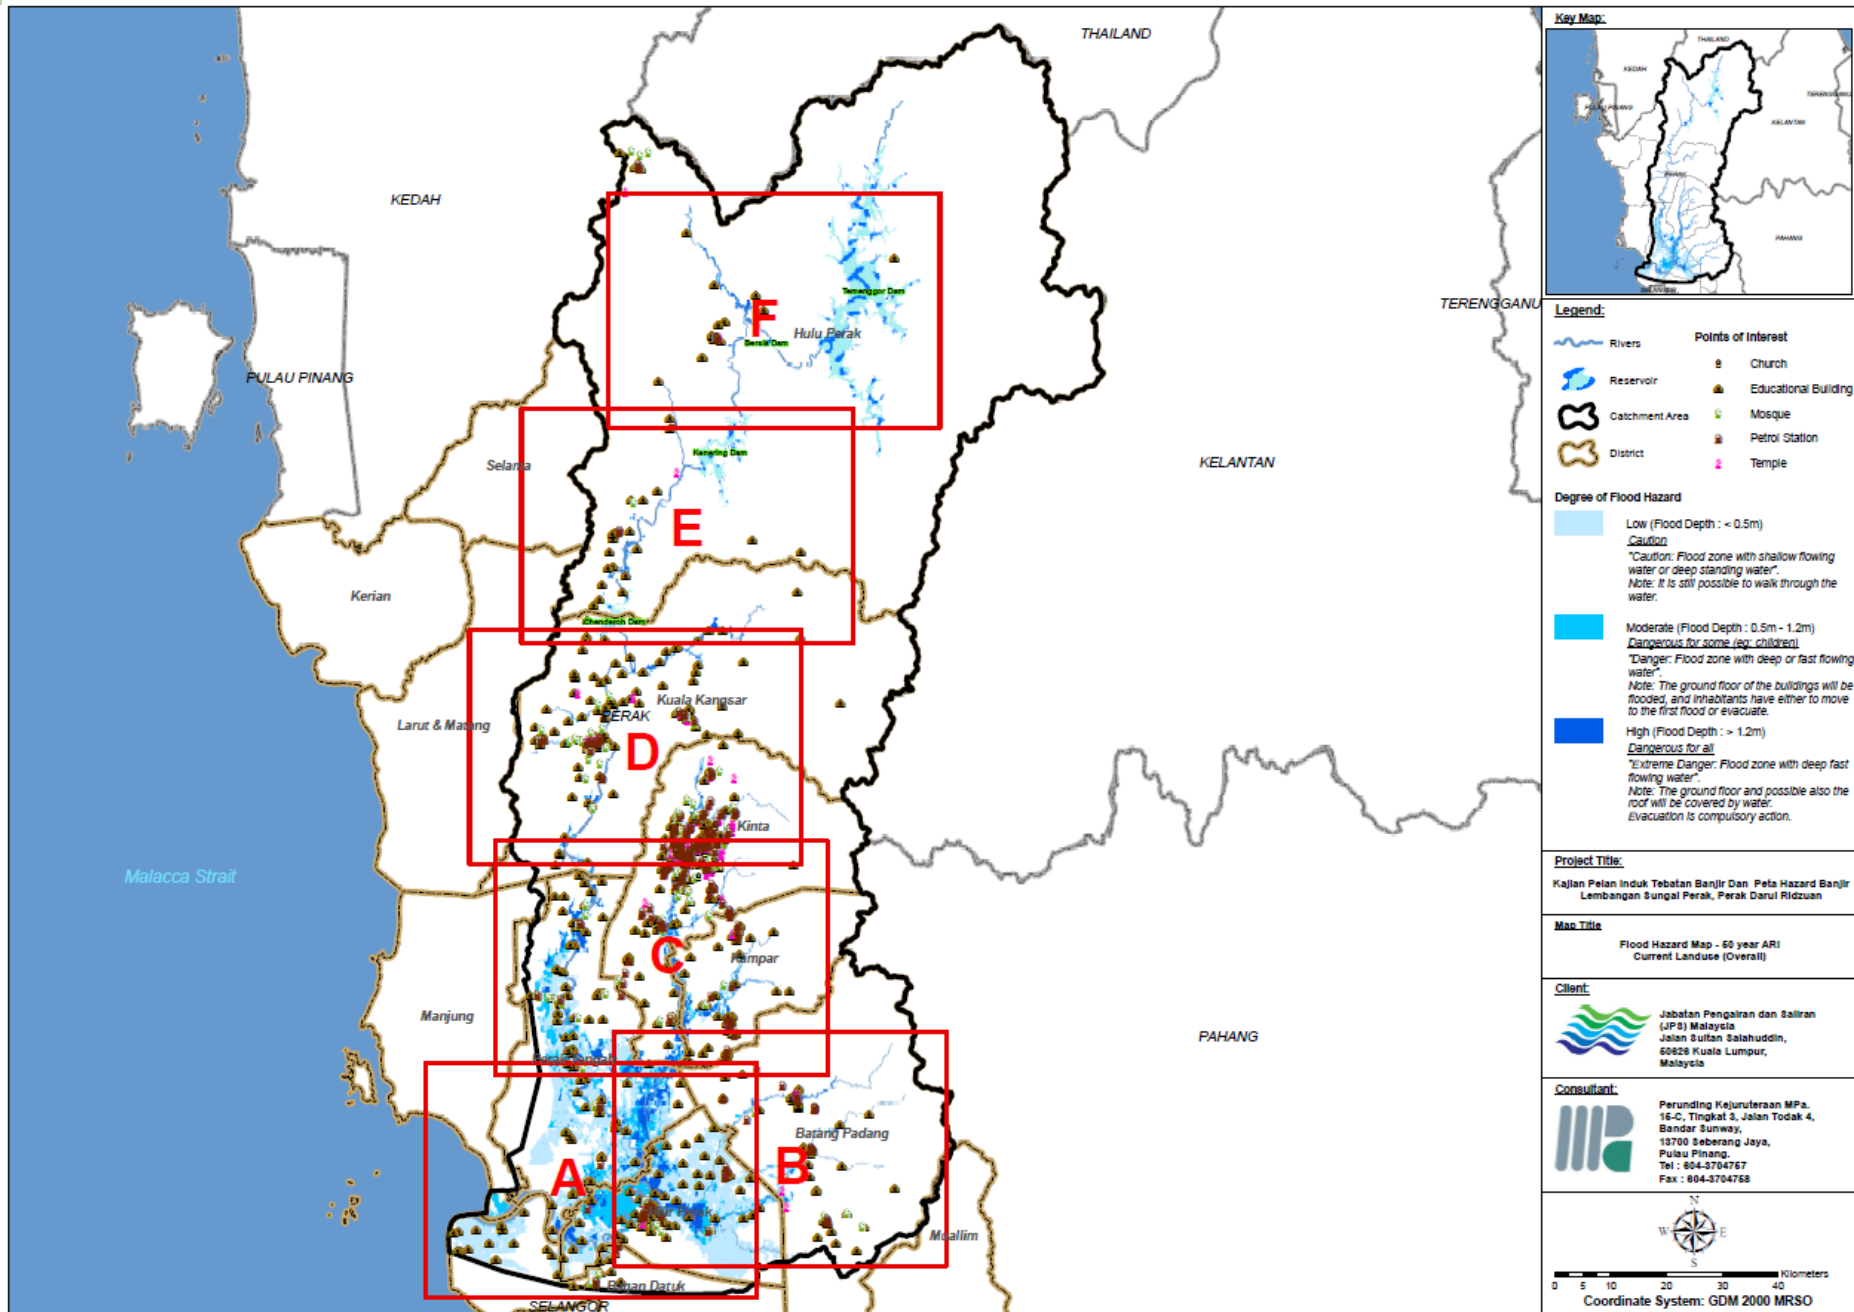 THAILAND
KEDAH
PULAU PINANG
TERENGGANU
KELANTAN
PAHANG
Malacca Strait
SELANGOR
PERAK
Hulu Perak
Selama
Kerian
Larut & Matang
Kuala Kangsar
Kinta
Kampar
Manjung
Batang Padang
Muallim
Bagan Datuk
Temenggor Dam
Bersia Dam
Kenering Dam
Chenderoh Dam
F
E
D
C
B
A
Key Map:
THAILAND
KEDAH
PULAU PINANG
KELANTAN
PERAK
PAHANG
SELANGOR
Legend:
Rivers
Reservoir
Catchment Area
District
Points of Interest
Church
Educational Building
Mosque
Petrol Station
Temple
Degree of Flood Hazard
Low (Flood Depth : < 0.5m)
Caution
"Caution: Flood zone with shallow flowing
water or deep standing water".
Note: It is still possible to walk through the
water.
Moderate (Flood Depth : 0.5m - 1.2m)
Dangerous for some (eg: children)
"Danger: Flood zone with deep or fast flowing
water".
Note: The ground floor of the buildings will be
flooded, and inhabitants have either to move
to the first flood or evacuate.
High (Flood Depth : > 1.2m)
Dangerous for all
"Extreme Danger: Flood zone with deep fast
flowing water".
Note: The ground floor and possible also the
roof will be covered by water.
Evacuation is compulsory action.
Project Title:
Kajian Pelan Induk Tebatan Banjir Dan Peta Hazard Banjir
Lembangan Sungai Perak, Perak Darul Ridzuan
Map Title
Flood Hazard Map - 50 year ARI
Current Landuse (Overall)
Client:
Jabatan Pengairan dan Saliran
(JPS) Malaysia
Jalan Sultan Salahuddin,
50626 Kuala Lumpur,
Malaysia
Consultant:
Perunding Kejuruteraan MPa.
15-C, Tingkat 3, Jalan Todak 4,
Bandar Sunway,
13700 Seberang Jaya,
Pulau Pinang.
Tel : 604-3704757
Fax : 604-3704758
N
W E
S
Kilometers
0 5 10 20 30 40
Coordinate System: GDM 2000 MRSO